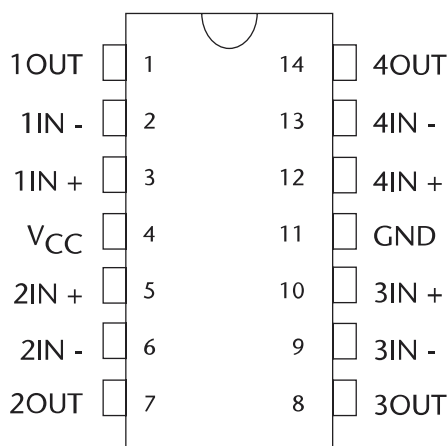 1OUT 1 14 4OUT
1IN - 2 13 4IN -
1IN + 3 12 4IN +
VCC 4 11 GND
2IN + 5 10 3IN +
2IN - 6 9 3IN -
2OUT 7 8 3OUT